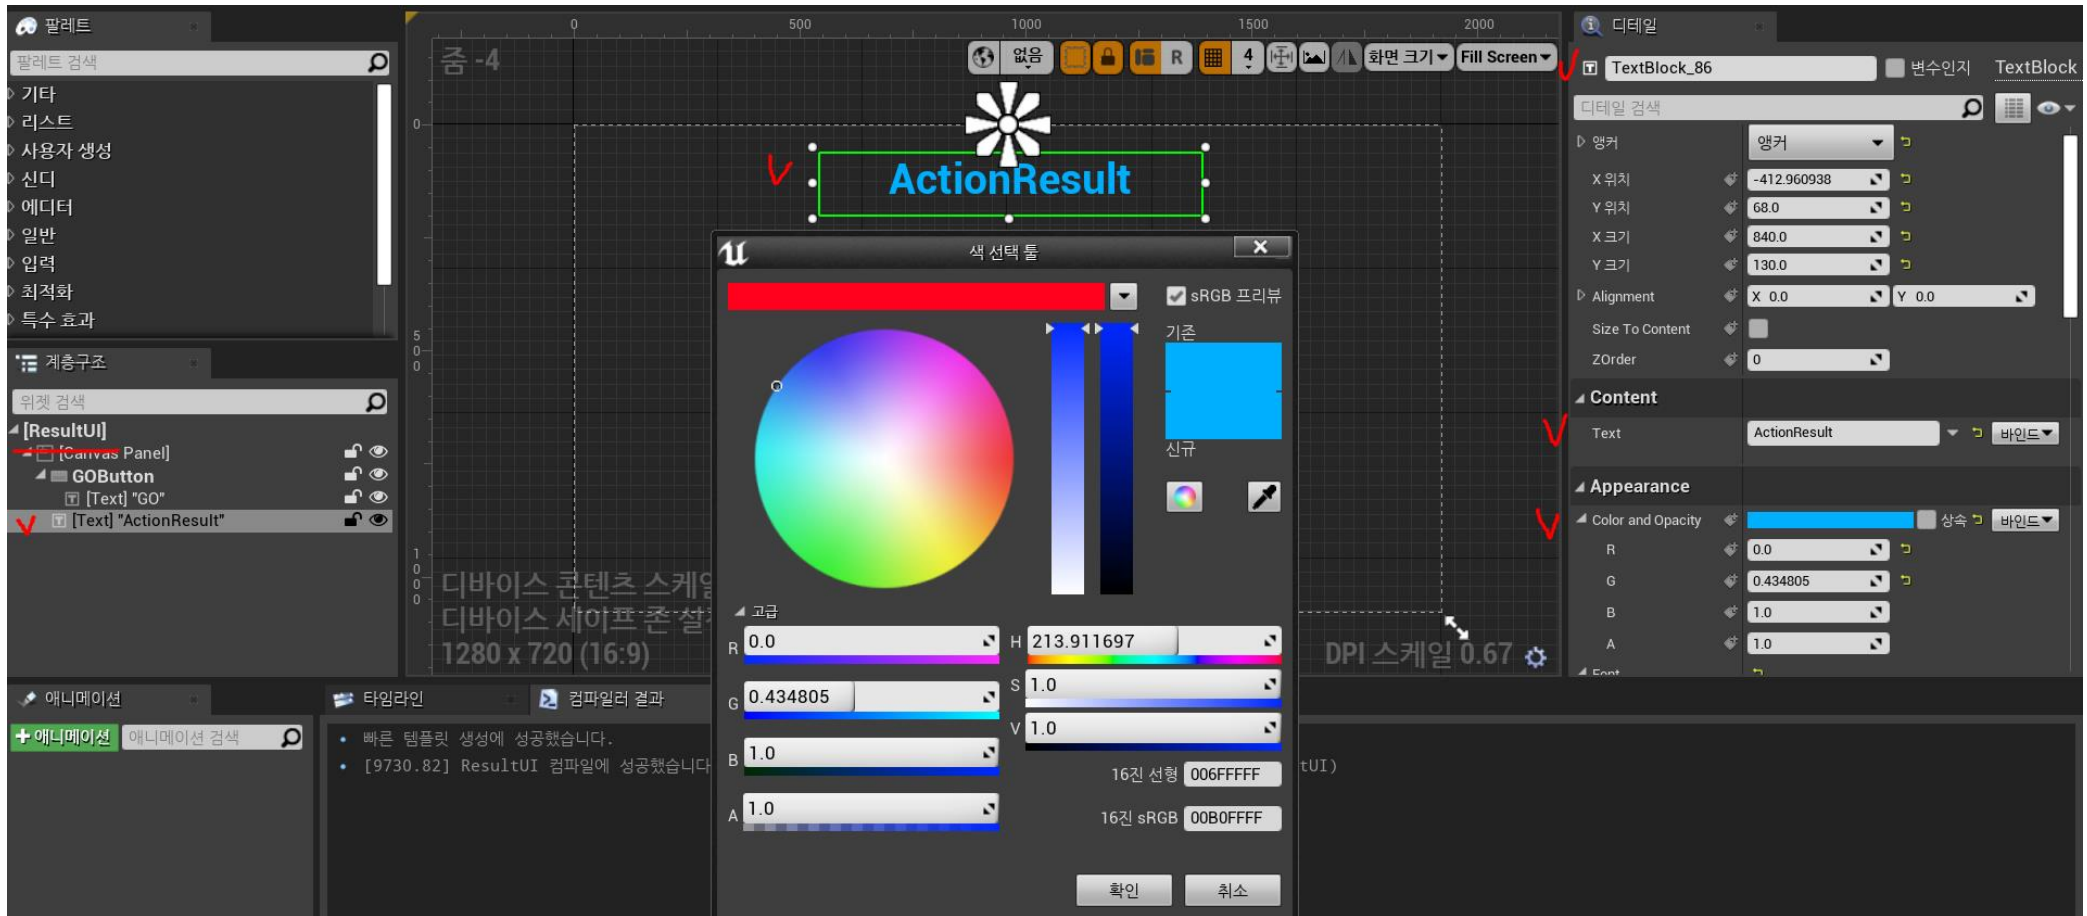 팔레트
팔레트 검색
기타
리스트
사용자 생성
신디
에디터
일반
입력
최적화
특수 효과
계층구조
위젯 검색
[ResultUI]
[Canvas Panel]
GOButton
[Text] "GO"
[Text] "ActionResult"
애니메이션
+애니메이션
애니메이션 검색
0
500
1000
1500
2000
줌 -4
없음
R
4
화면 크기
Fill Screen
0
5
0
0
1
0
0
0
ActionResult
디바이스 콘텐츠 스케일
디바이스 세이프 존 설
1280 x 720 (16:9)
DPI 스케일 0.67
색 선택 툴
sRGB 프리뷰
기존
신규
고급
R 0.0
G 0.434805
B 1.0
A 1.0
H 213.911697
S 1.0
V 1.0
16진 선형 006FFFFF
16진 sRGB 00B0FFFF
확인
취소
타임라인
컴파일러 결과
빠른 템플릿 생성에 성공했습니다.
[9730.82] ResultUI 컴파일에 성공했습니다
tUI)
디테일
TextBlock_86
변수인지
TextBlock
디테일 검색
앵커 앵커
X 위치 -412.960938
Y 위치 68.0
X 크기 840.0
Y 크기 130.0
Alignment X 0.0 Y 0.0
Size To Content
ZOrder 0
Content
Text ActionResult 바인드
Appearance
Color and Opacity 상속 바인드
R 0.0
G 0.434805
B 1.0
A 1.0
Font